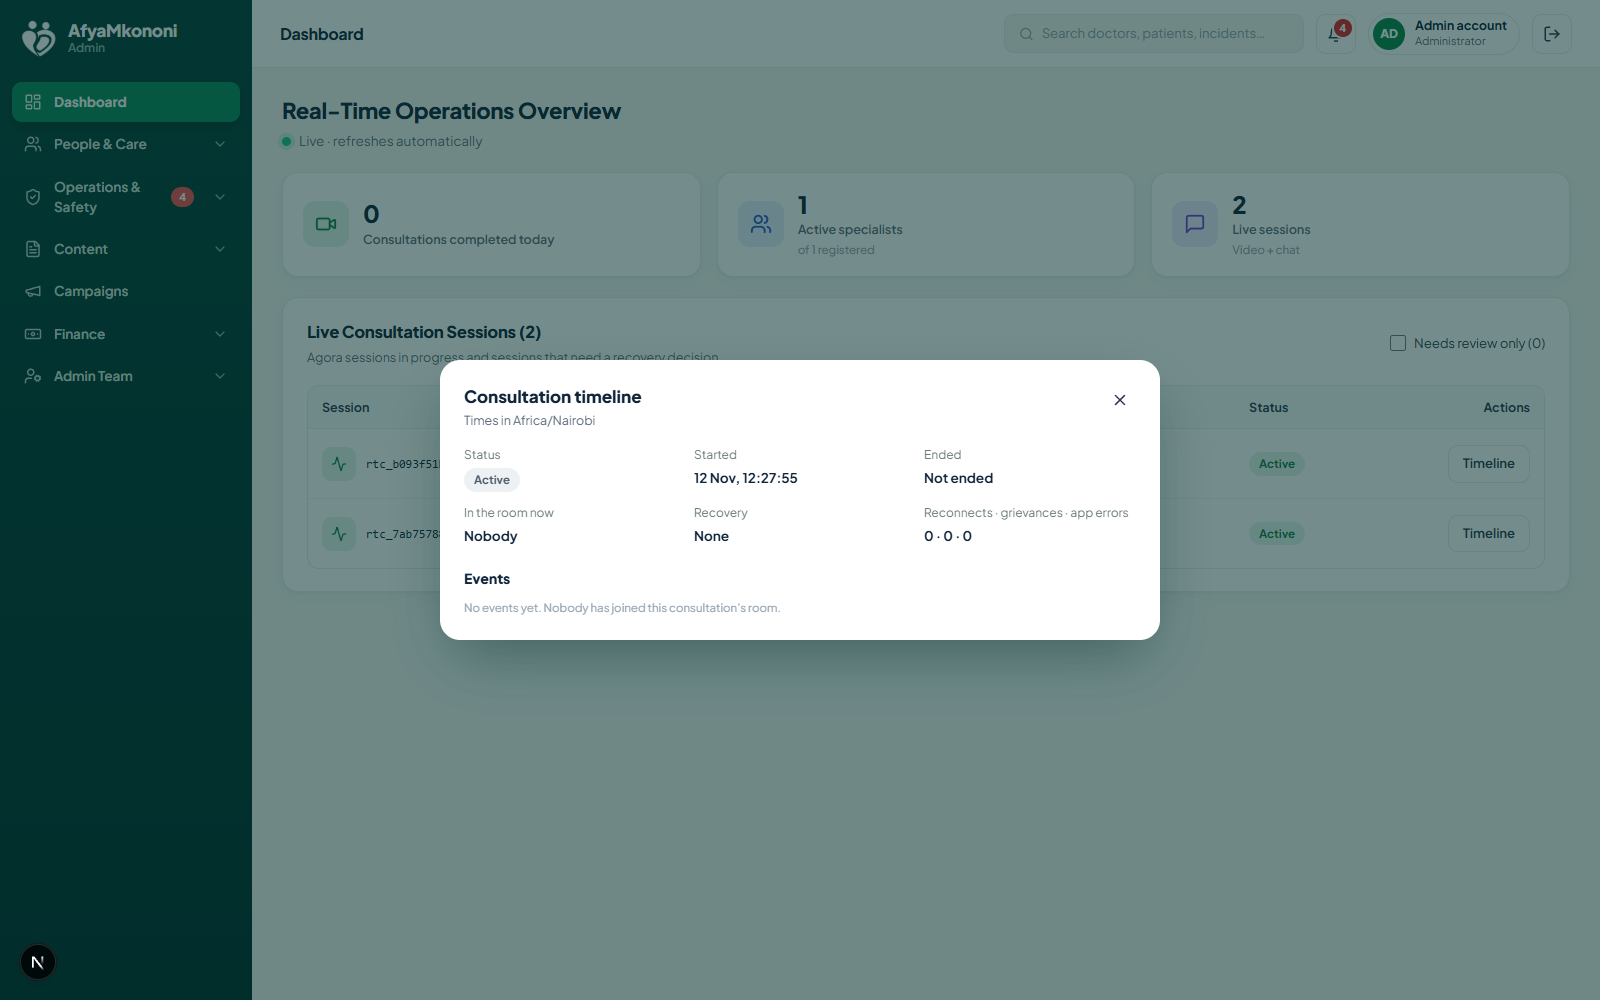 AfyaMkononi
Admin
Dashboard
People & Care
Operations &
Safety
4
Content
Campaigns
Finance
Admin Team
N
Dashboard
Search doctors, patients, incidents...
4
AD
Admin account
Administrator
Real-Time Operations Overview
Live · refreshes automatically
0
Consultations completed today
1
Active specialists
of 1 registered
2
Live sessions
Video + chat
Live Consultation Sessions (2)
Agora sessions in progress and sessions that need a recovery decision
Needs review only (0)
Session
Status
Actions
rtc_b093f51
Active
Timeline
rtc_7ab7578
Active
Timeline
Consultation timeline
Times in Africa/Nairobi
Status
Started
Ended
Active
12 Nov, 12:27:55
Not ended
In the room now
Recovery
Reconnects · grievances · app errors
Nobody
None
0 · 0 · 0
Events
No events yet. Nobody has joined this consultation's room.